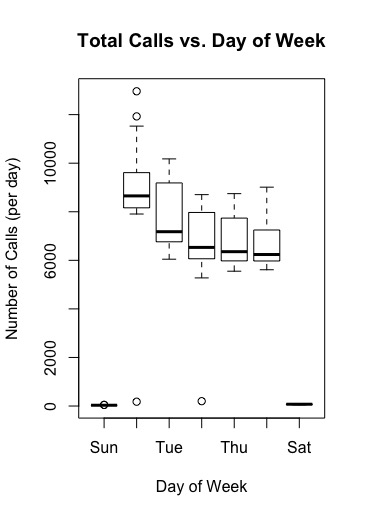 Total Calls vs. Day of Week
Number of Calls (per day)
10000
6000
2000
0
Sun Tue Thu Sat
Day of Week